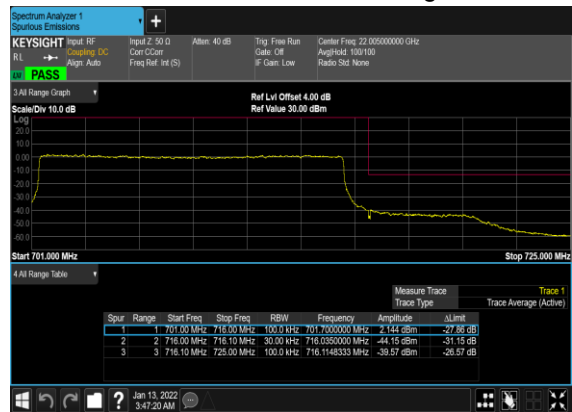 Spectrum Analyzer 1
Spurious Emissions
+
KEYSIGHT Input: RF Input Z: 50 Ω Atten: 40 dB Trig: Free Run Center Freq: 22.005000000 GHz
RL Coupling: DC Corr CCorr Gate: Off Avg|Hold: 100/100
Align: Auto Freq Ref: Int (S) IF Gain: Low Radio Std: None
PASS
3 All Range Graph
Ref Lvl Offset 4.00 dB
Scale/Div 10.0 dB Ref Value 30.00 dBm
Log
20.0
10.0
0.00
-10.0
-20.0
-30.0
-40.0
-50.0
-60.0
Start 701.000 MHz Stop 725.000 MHz
4 All Range Table
Measure Trace Trace 1
Trace Type Trace Average (Active)
Spur Range Start Freq Stop Freq RBW Frequency Amplitude ΔLimit
1 1 701.00 MHz 716.00 MHz 100.0 kHz 701.7000000 MHz 2.144 dBm -27.86 dB
2 2 716.00 MHz 716.10 MHz 30.00 kHz 716.0350000 MHz -44.15 dBm -31.15 dB
3 3 716.10 MHz 725.00 MHz 100.0 kHz 716.1148333 MHz -39.57 dBm -26.57 dB
? Jan 13, 2022
3:47:20 AM